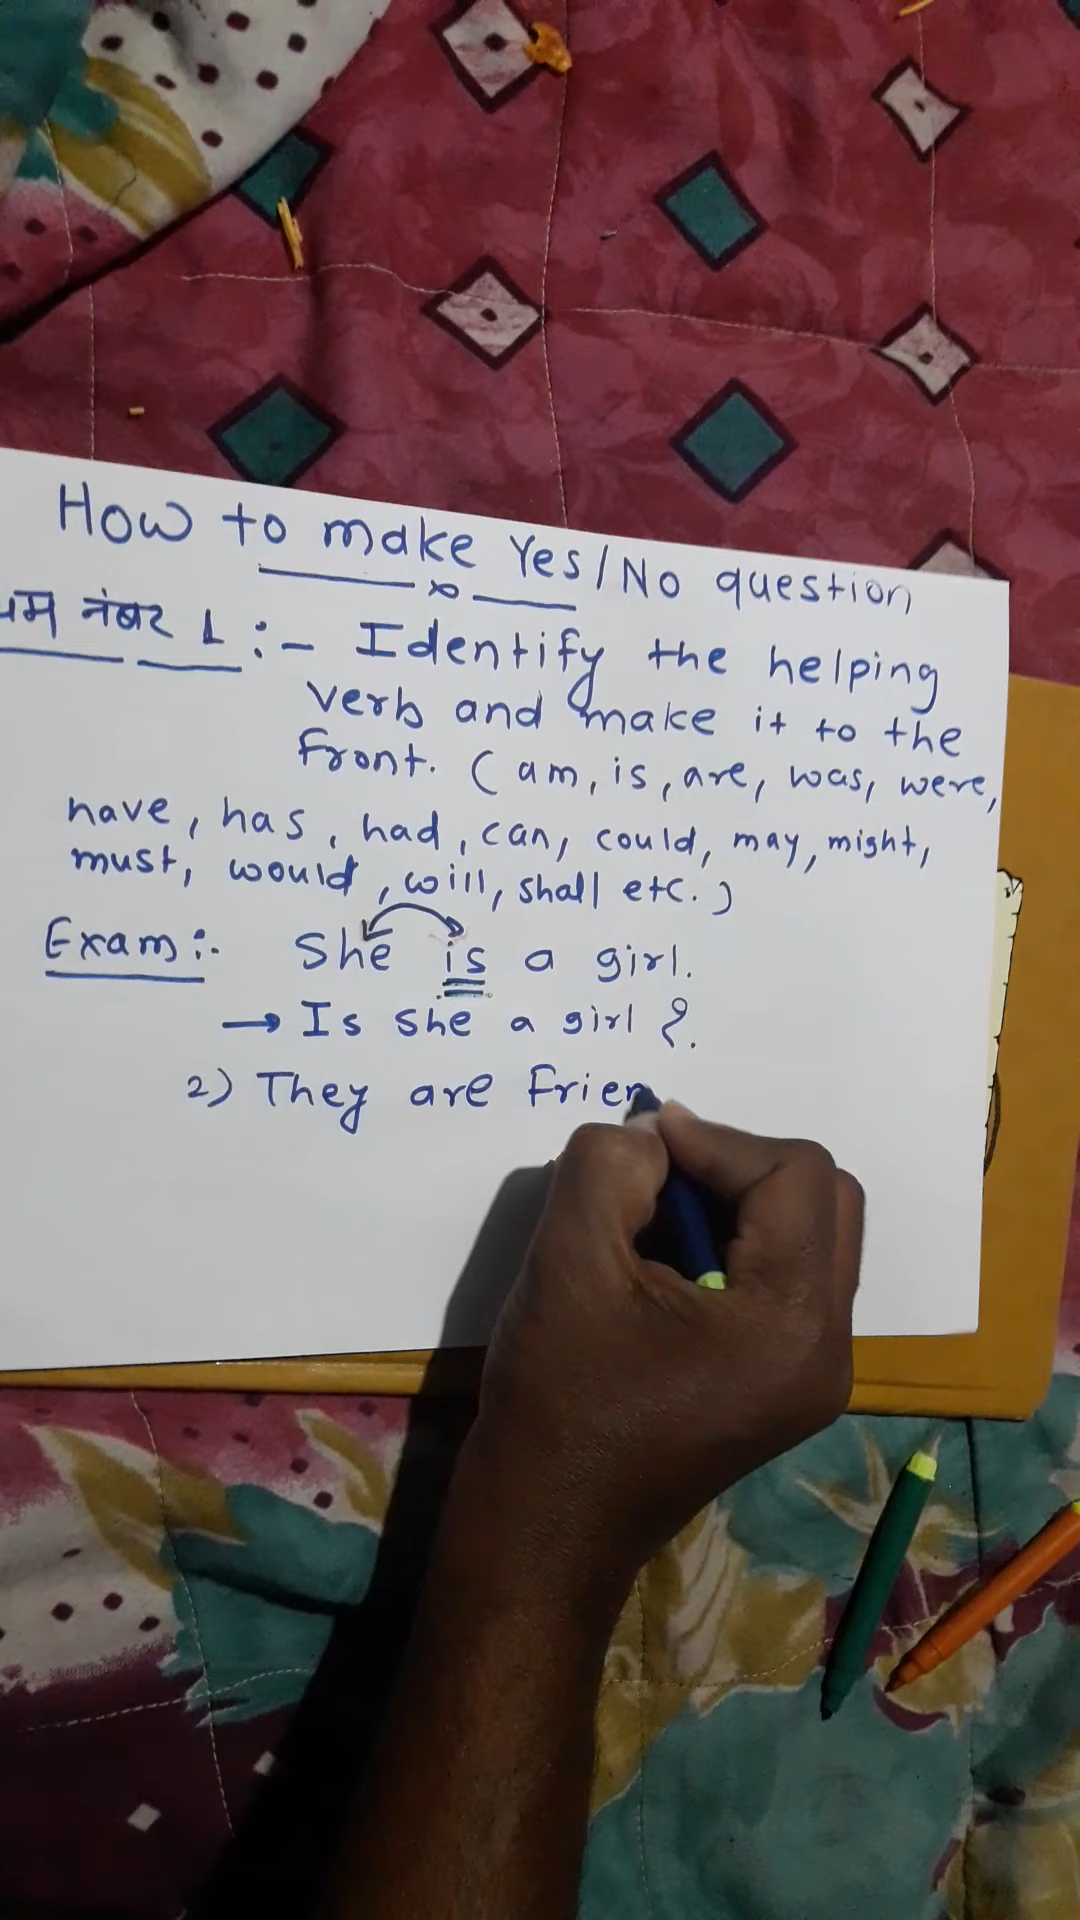 How to make Yes/No question
नंबर 1 :- Identify the helping
verb and make it to the
front. (am, is, are, was, were,
have, has, had, can, could, may, might,
must, would, will, shall etc.)
Exam:- She is a girl.
→ Is she a girl ?
2) They are Frien